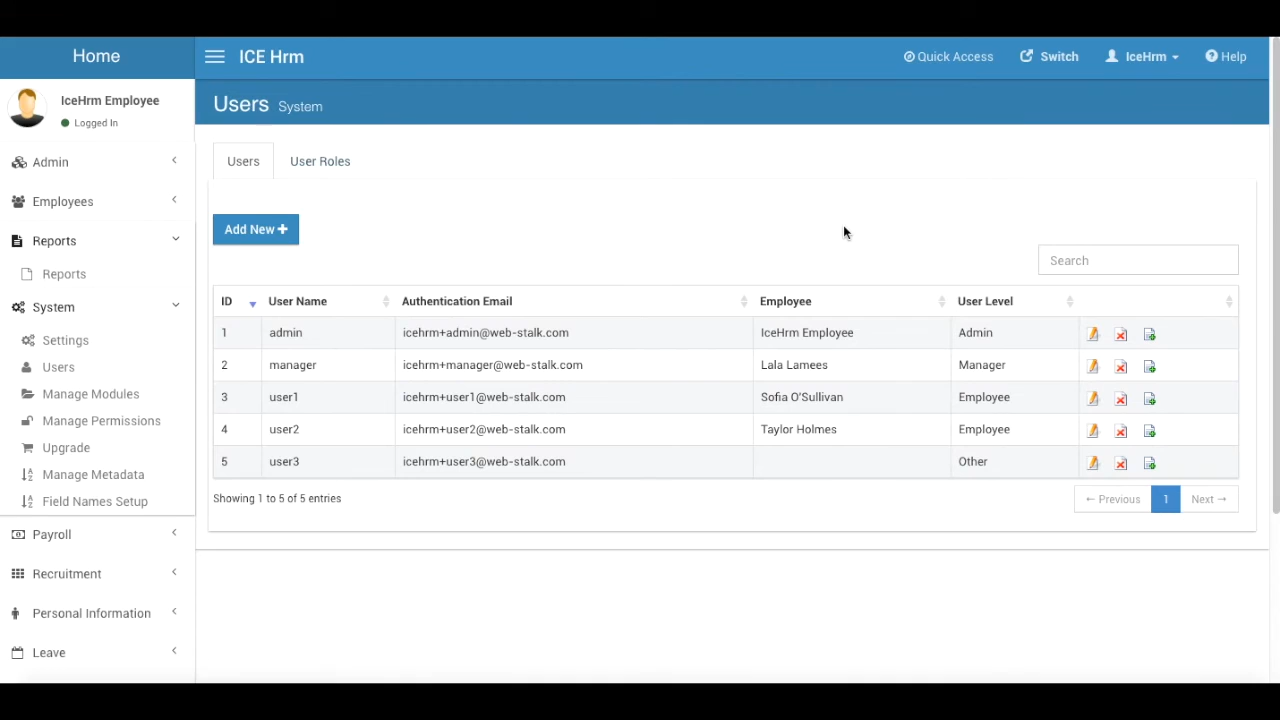 Home
ICE Hrm
Quick Access
Switch
IceHrm
Help
IceHrm Employee
Logged In
Users System
Admin
Employees
Reports
Reports
System
Settings
Users
Manage Modules
Manage Permissions
Upgrade
Manage Metadata
Field Names Setup
Payroll
Recruitment
Personal Information
Leave
Users
User Roles
Add New
Search
ID User Name Authentication Email Employee User Level
1 admin icehrm+admin@web-stalk.com IceHrm Employee Admin
2 manager icehrm+manager@web-stalk.com Lala Lamees Manager
3 user1 icehrm+user1@web-stalk.com Sofia O'Sullivan Employee
4 user2 icehrm+user2@web-stalk.com Taylor Holmes Employee
5 user3 icehrm+user3@web-stalk.com Other
Showing 1 to 5 of 5 entries
← Previous 1 Next →